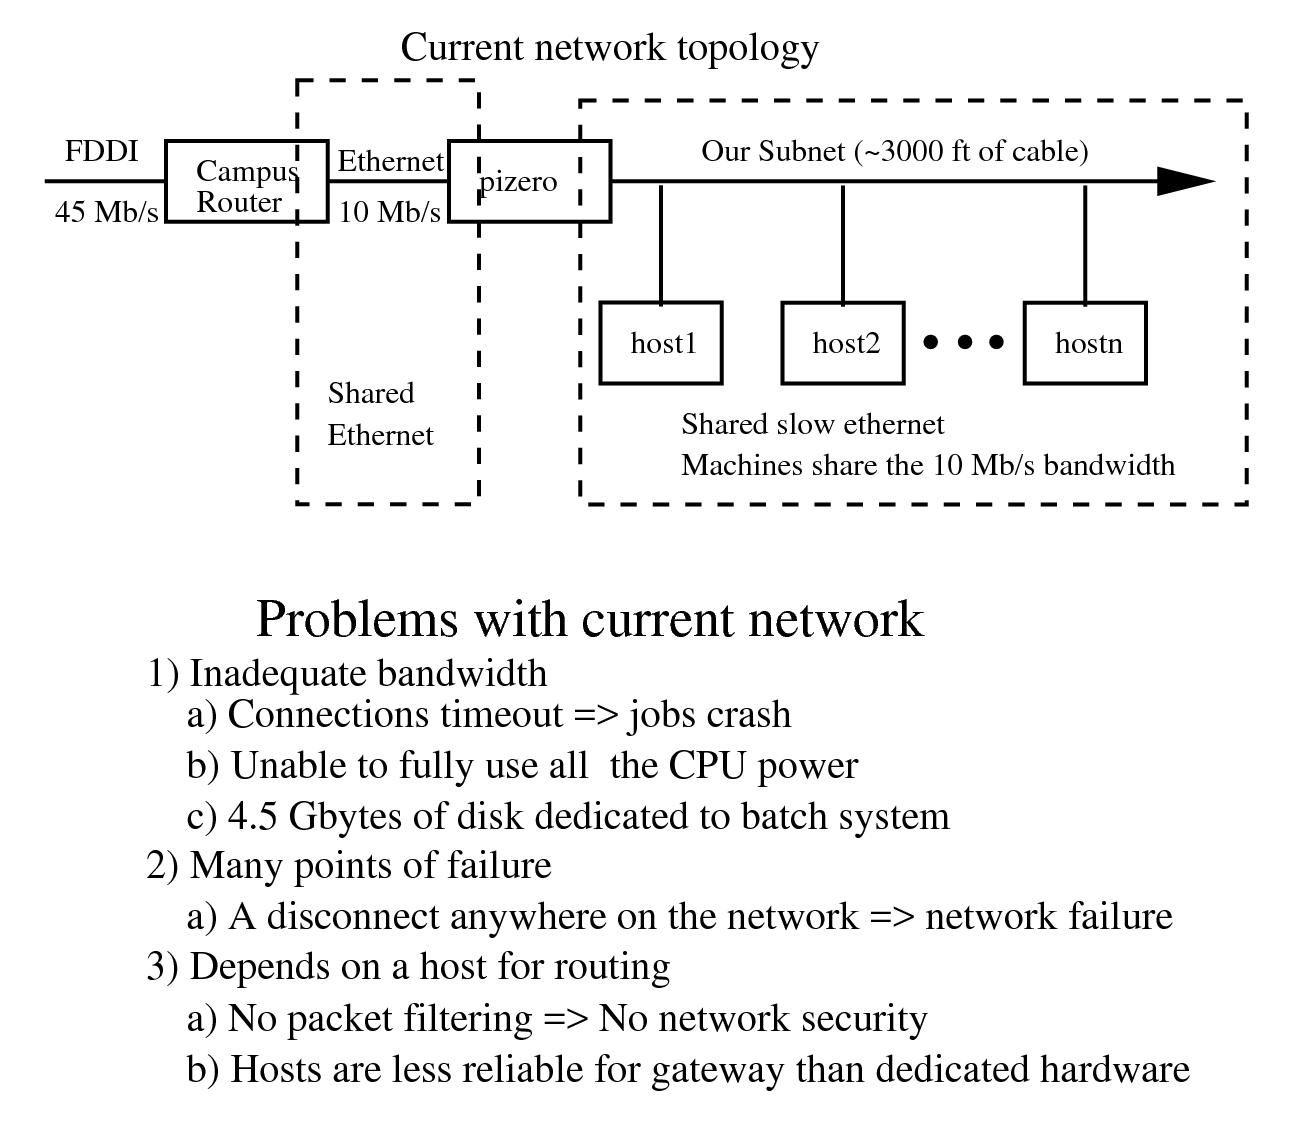 Current network topology
FDDI
45 Mb/s
Campus
Router
Ethernet
10 Mb/s
pizero
Our Subnet (~3000 ft of cable)
host1
host2
hostn
Shared
Ethernet
Shared slow ethernet
Machines share the 10 Mb/s bandwidth
Problems with current network
1) Inadequate bandwidth
a) Connections timeout => jobs crash
b) Unable to fully use all  the CPU power
c) 4.5 Gbytes of disk dedicated to batch system
2) Many points of failure
a) A disconnect anywhere on the network => network failure
3) Depends on a host for routing
a) No packet filtering => No network security
b) Hosts are less reliable for gateway than dedicated hardware